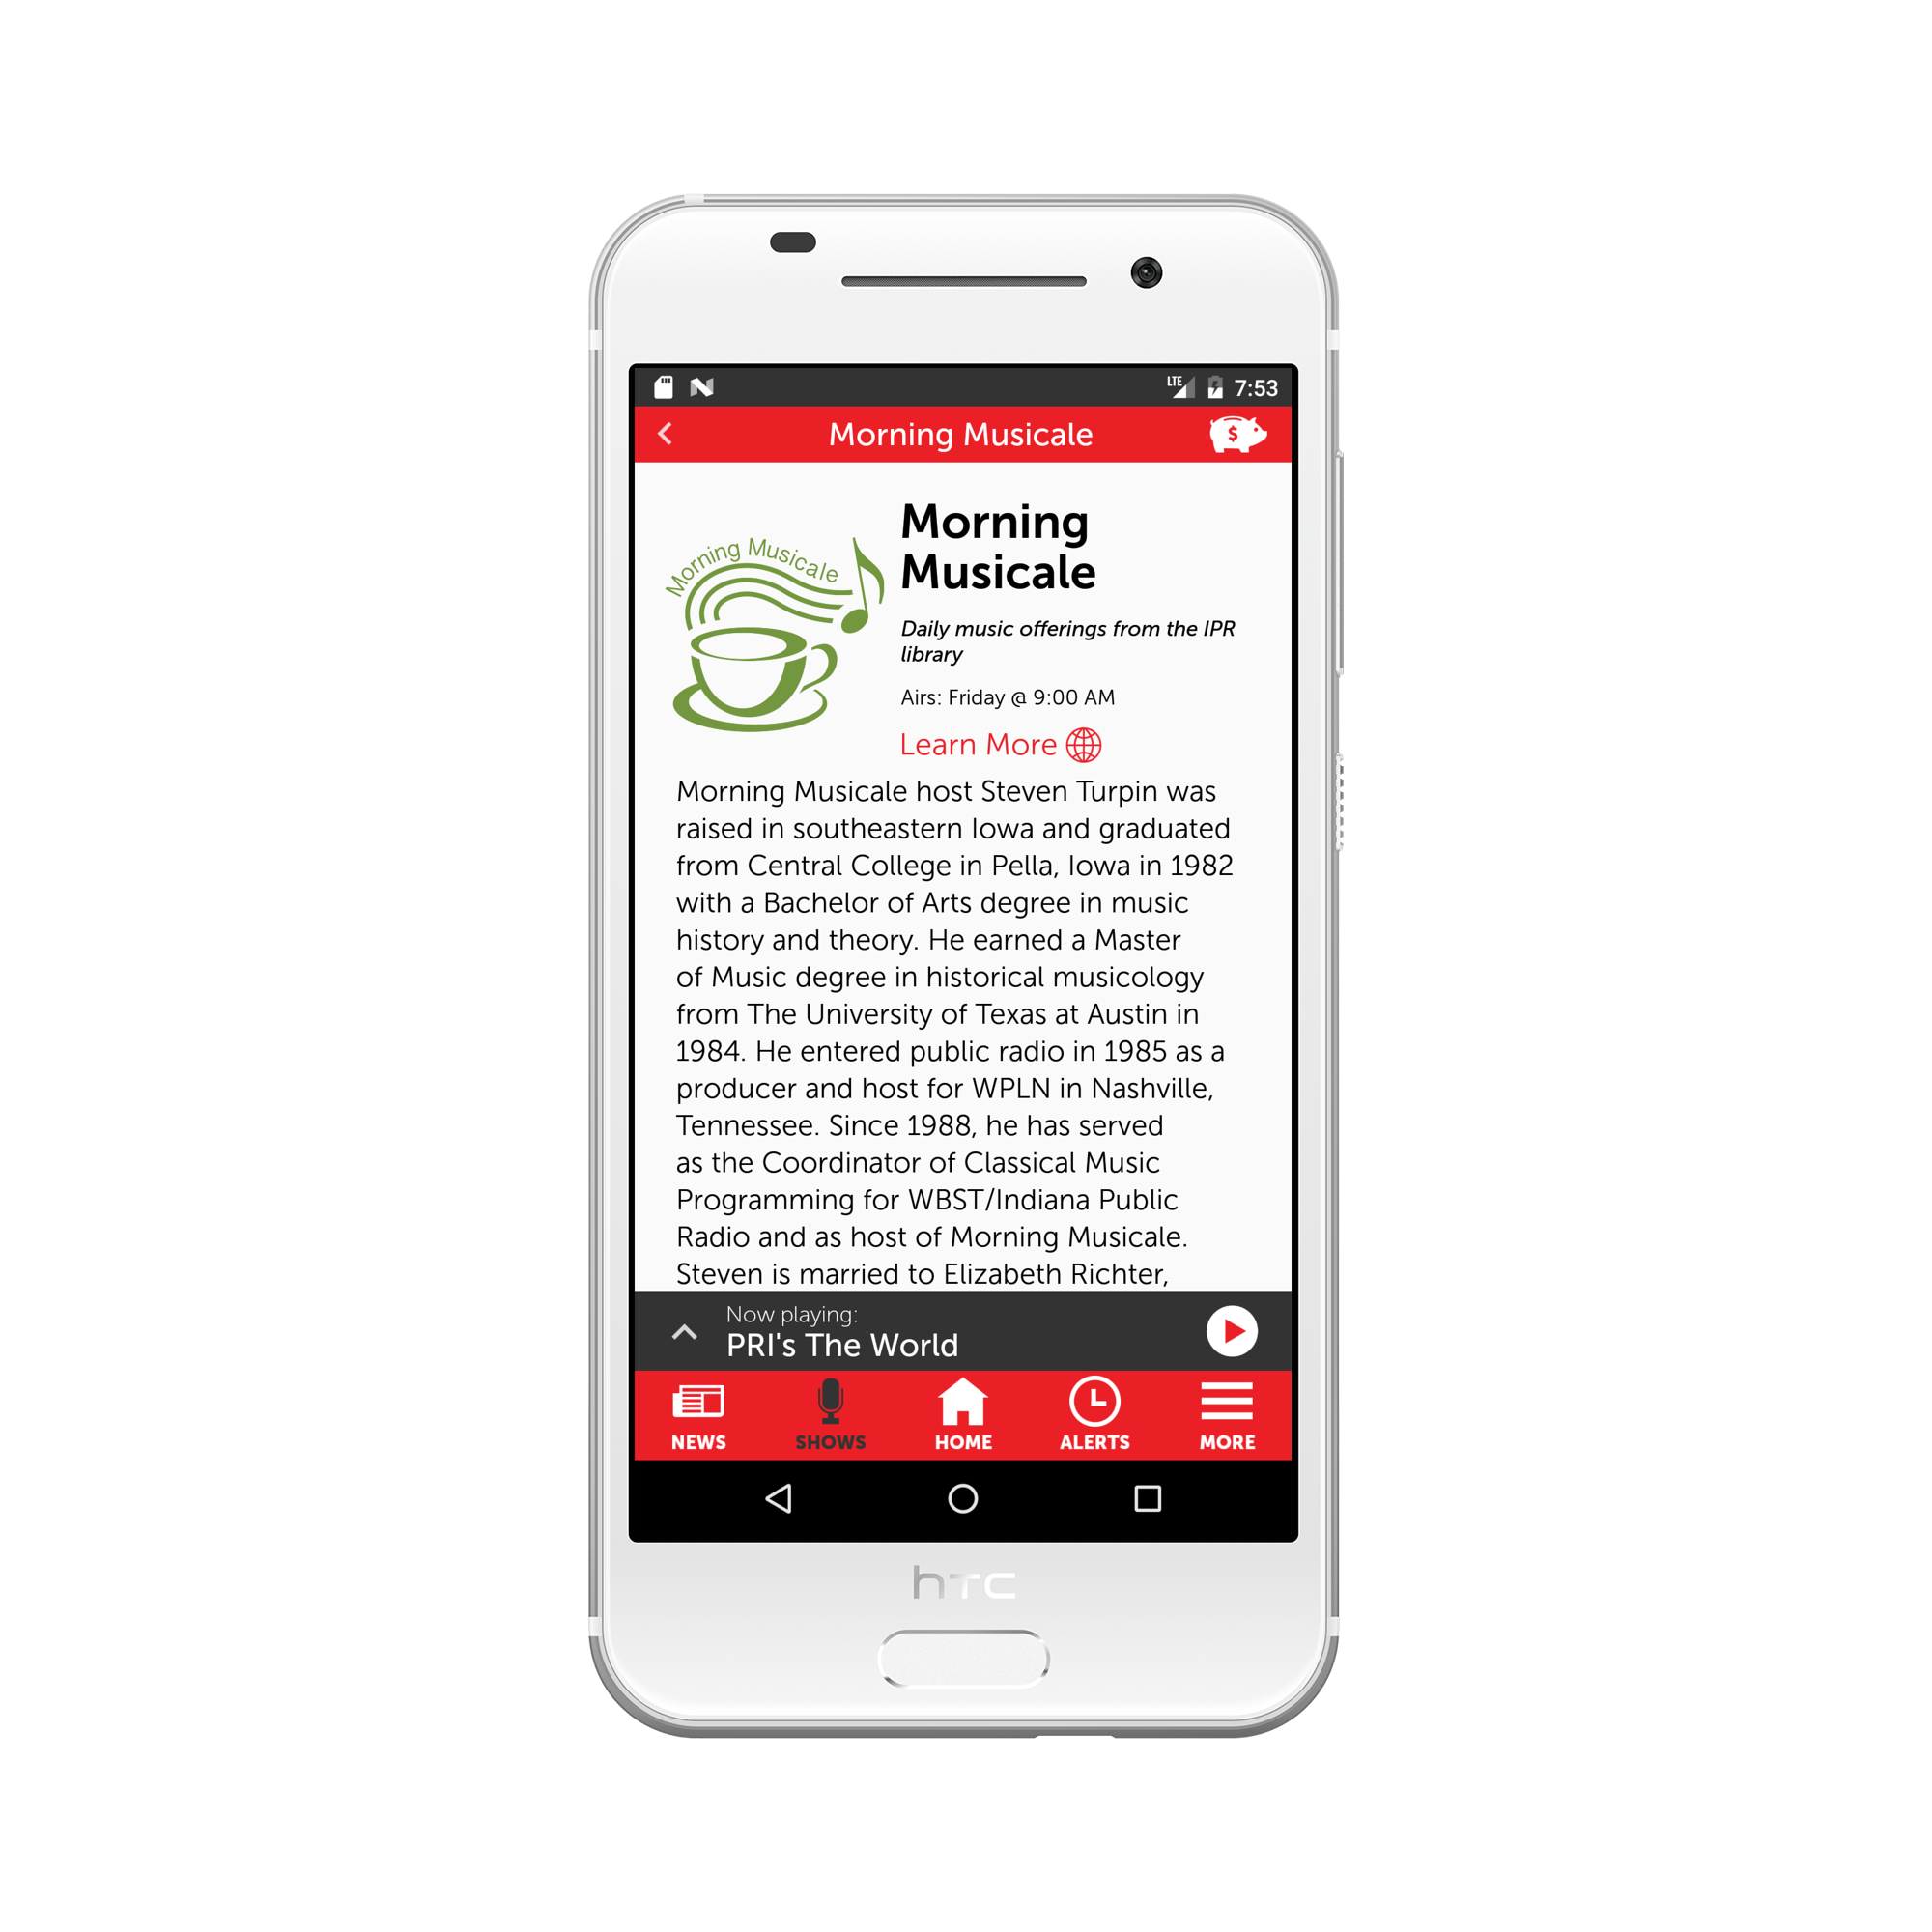 LTE 7:53
Morning Musicale
Morning Musicale
Morning
Musicale
Daily music offerings from the IPR
library
Airs: Friday @ 9:00 AM
Learn More
Morning Musicale host Steven Turpin was
raised in southeastern Iowa and graduated
from Central College in Pella, Iowa in 1982
with a Bachelor of Arts degree in music
history and theory. He earned a Master
of Music degree in historical musicology
from The University of Texas at Austin in
1984. He entered public radio in 1985 as a
producer and host for WPLN in Nashville,
Tennessee. Since 1988, he has served
as the Coordinator of Classical Music
Programming for WBST/Indiana Public
Radio and as host of Morning Musicale.
Steven is married to Elizabeth Richter,
Now playing:
PRI's The World
NEWS SHOWS HOME ALERTS MORE
hTC